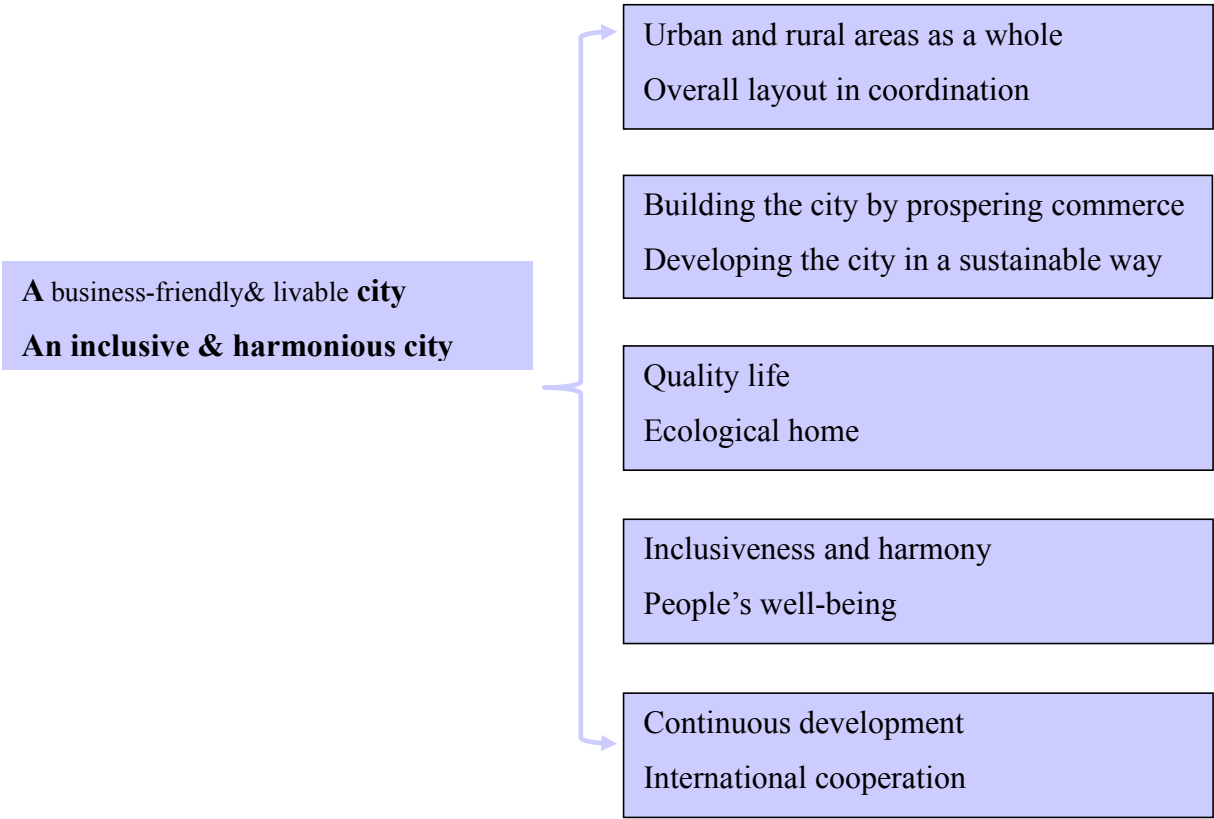 A business-friendly& livable city
An inclusive & harmonious city
Urban and rural areas as a whole
Overall layout in coordination
Building the city by prospering commerce
Developing the city in a sustainable way
Quality life
Ecological home
Inclusiveness and harmony
People’s well-being
Continuous development
International cooperation